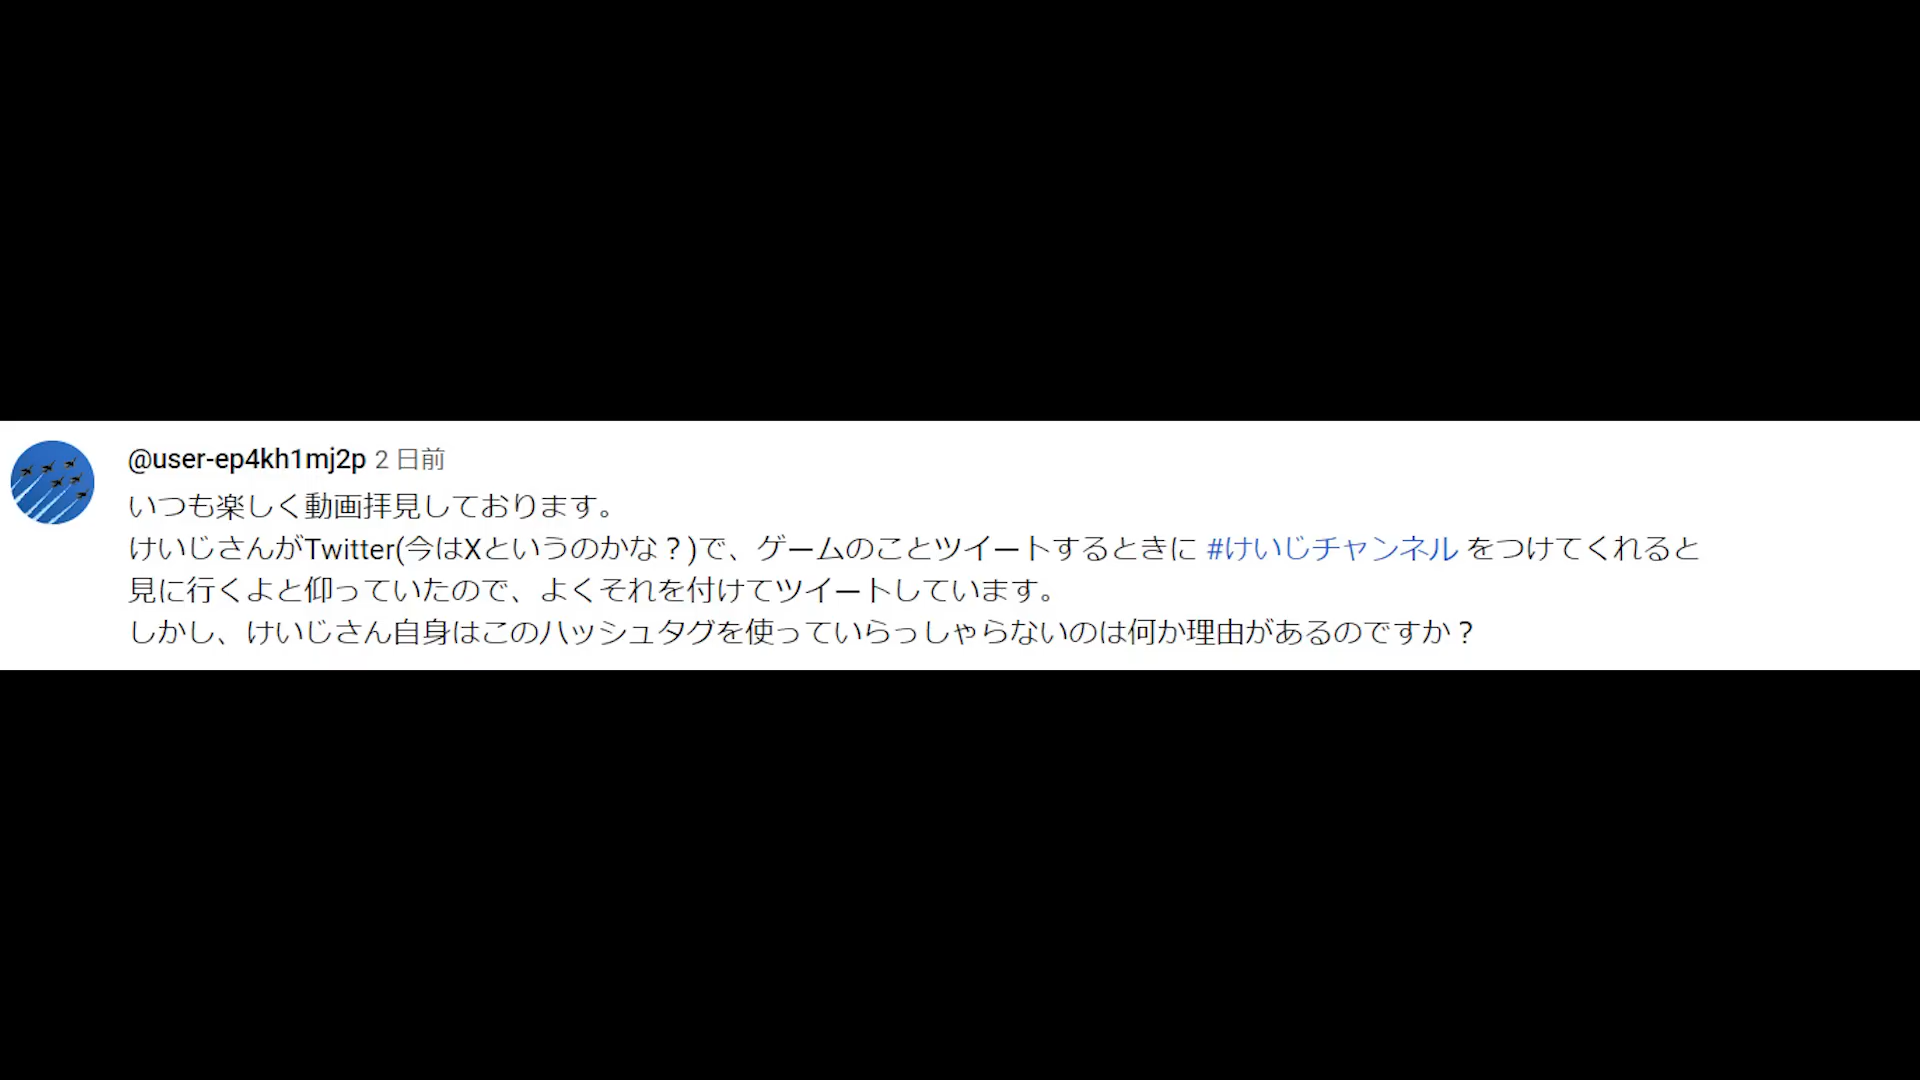 @user-ep4kh1mj2p 2 日前
いつも楽しく動画拝見しております。
けいじさんがTwitter(今はXというのかな？)で、ゲームのことツイートするときに #けいじチャンネル をつけてくれると
見に行くよと仰っていたので、よくそれを付けてツイートしています。
しかし、けいじさん自身はこのハッシュタグを使っていらっしゃらないのは何か理由があるのですか？